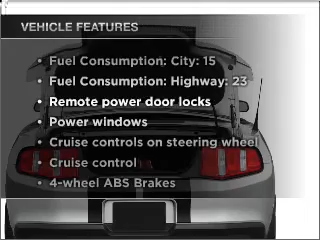 VEHICLE FEATURES
• Fuel Consumption: City: 15
• Fuel Consumption: Highway: 23
• Remote power door locks
• Power windows
• Cruise controls on steering wheel
• Cruise control
• 4-wheel ABS Brakes